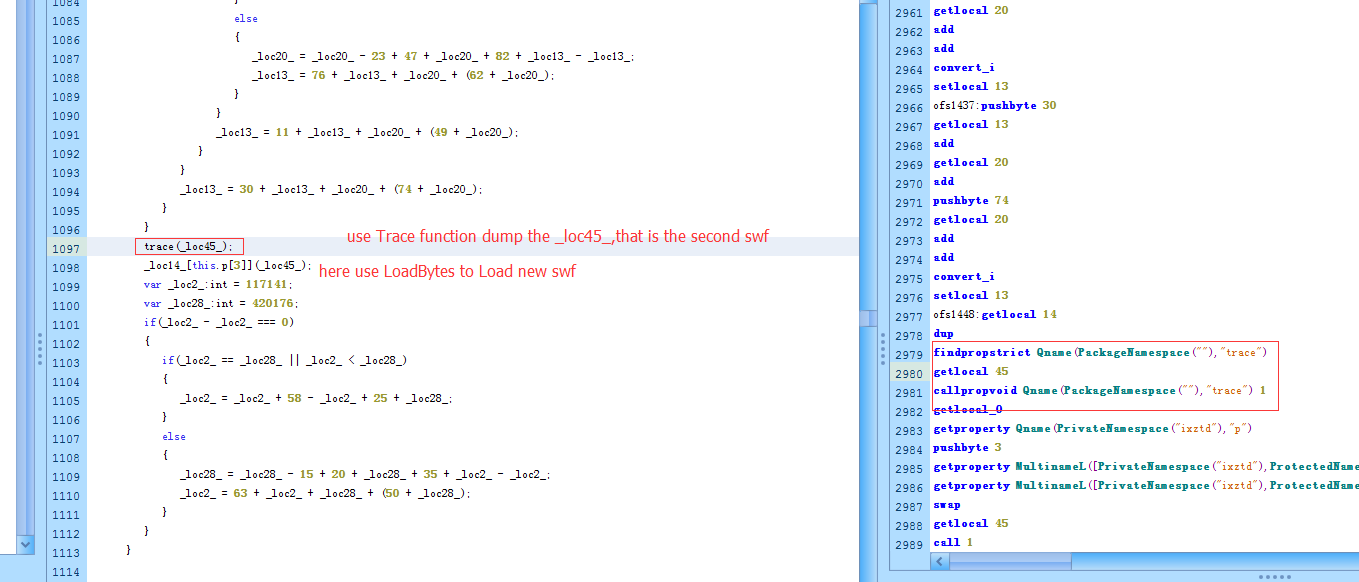 1084 }
1085 else
1086 {
1087 _loc20_ = _loc20_ - 23 + 47 + _loc20_ + 82 + _loc13_ - _loc13_;
1088 _loc13_ = 76 + _loc13_ + _loc20_ + (62 + _loc20_);
1089 }
1090 }
1091 _loc13_ = 11 + _loc13_ + _loc20_ + (49 + _loc20_);
1092 }
1093 }
1094 _loc13_ = 30 + _loc13_ + _loc20_ + (74 + _loc20_);
1095 }
1096 }
1097 trace(_loc45_); use Trace function dump the _loc45_,that is the second swf
1098 _loc14_[this.p[3]](_loc45_); here use LoadBytes to Load new swf
1099 var _loc2_:int = 117141;
1100 var _loc28_:int = 420176;
1101 if(_loc2_ - _loc2_ === 0)
1102 {
1103 if(_loc2_ == _loc28_ || _loc2_ < _loc28_)
1104 {
1105 _loc2_ = _loc2_ + 58 - _loc2_ + 25 + _loc28_;
1106 }
1107 else
1108 {
1109 _loc28_ = _loc28_ - 15 + 20 + _loc28_ + 35 + _loc2_ - _loc2_;
1110 _loc2_ = 63 + _loc2_ + _loc28_ + (50 + _loc28_);
1111 }
1112 }
1113 }
1114
2961 getlocal 20
2962 add
2963 add
2964 convert_i
2965 setlocal 13
2966 ofs1437:pushbyte 30
2967 getlocal 13
2968 add
2969 getlocal 20
2970 add
2971 pushbyte 74
2972 getlocal 20
2973 add
2974 add
2975 convert_i
2976 setlocal 13
2977 ofs1448:getlocal 14
2978 dup
2979 findpropstrict Qname(PackageNamespace(""),"trace")
2980 getlocal 45
2981 callpropvoid Qname(PackageNamespace(""),"trace") 1
2982 getlocal_0
2983 getproperty Qname(PrivateNamespace("ixztd"),"p")
2984 pushbyte 3
2985 getproperty MultinameL([PrivateNamespace("ixztd"),ProtectedName
2986 getproperty MultinameL([PrivateNamespace("ixztd"),ProtectedName
2987 swap
2988 getlocal 45
2989 call 1